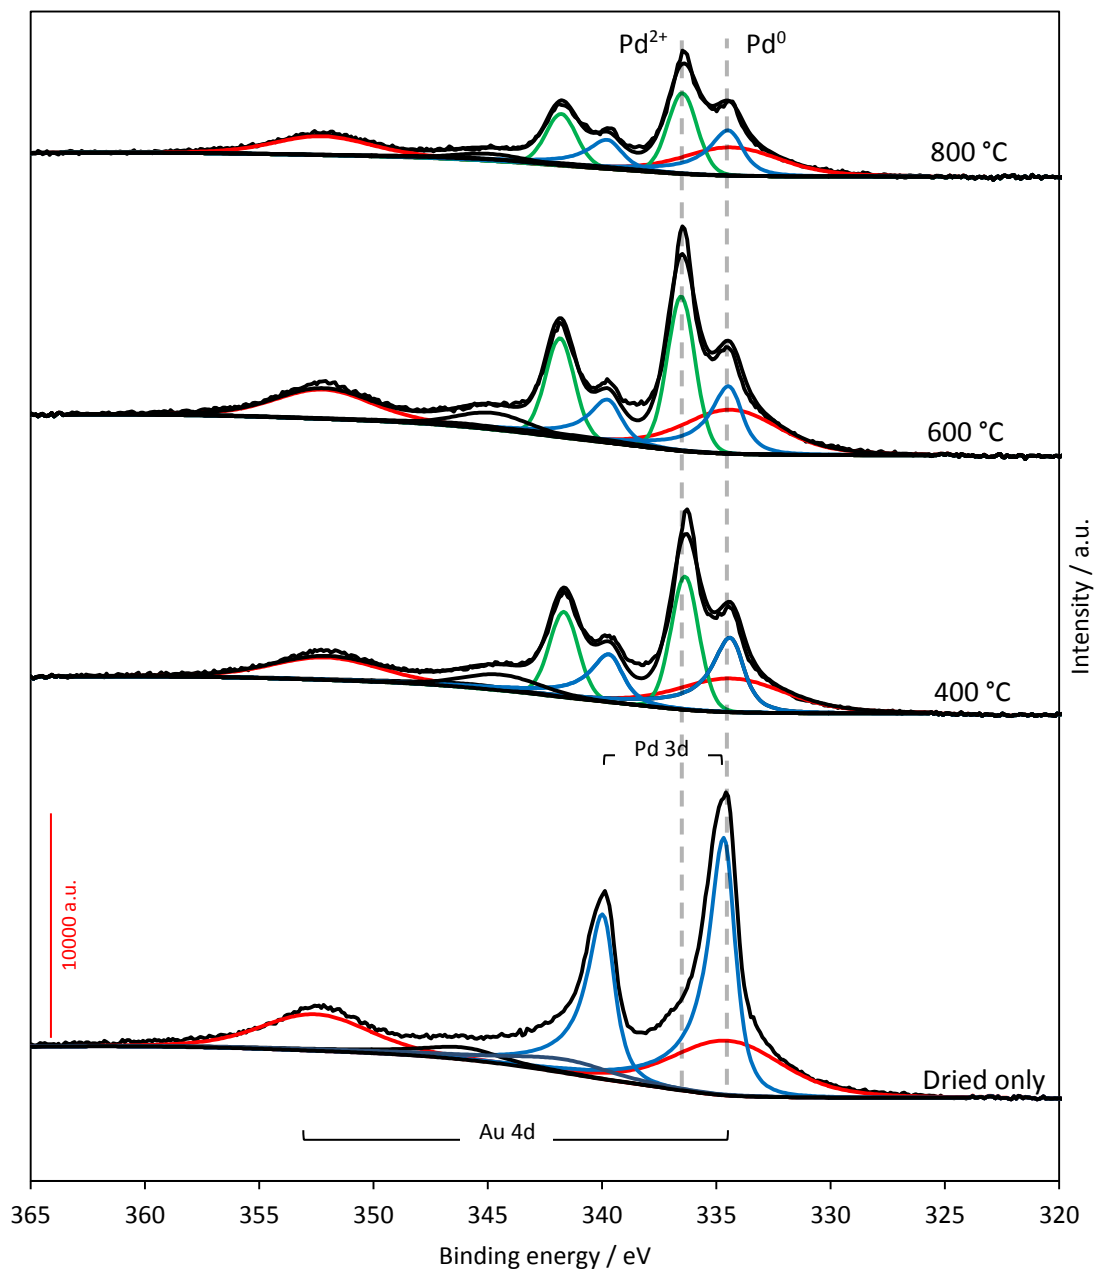 Pd²⁺ Pd⁰
800 °C
600 °C
400 °C
Pd 3d
Dried only
Au 4d
10000 a.u.
Intensity / a.u.
365 360 355 350 345 340 335 330 325 320
Binding energy / eV